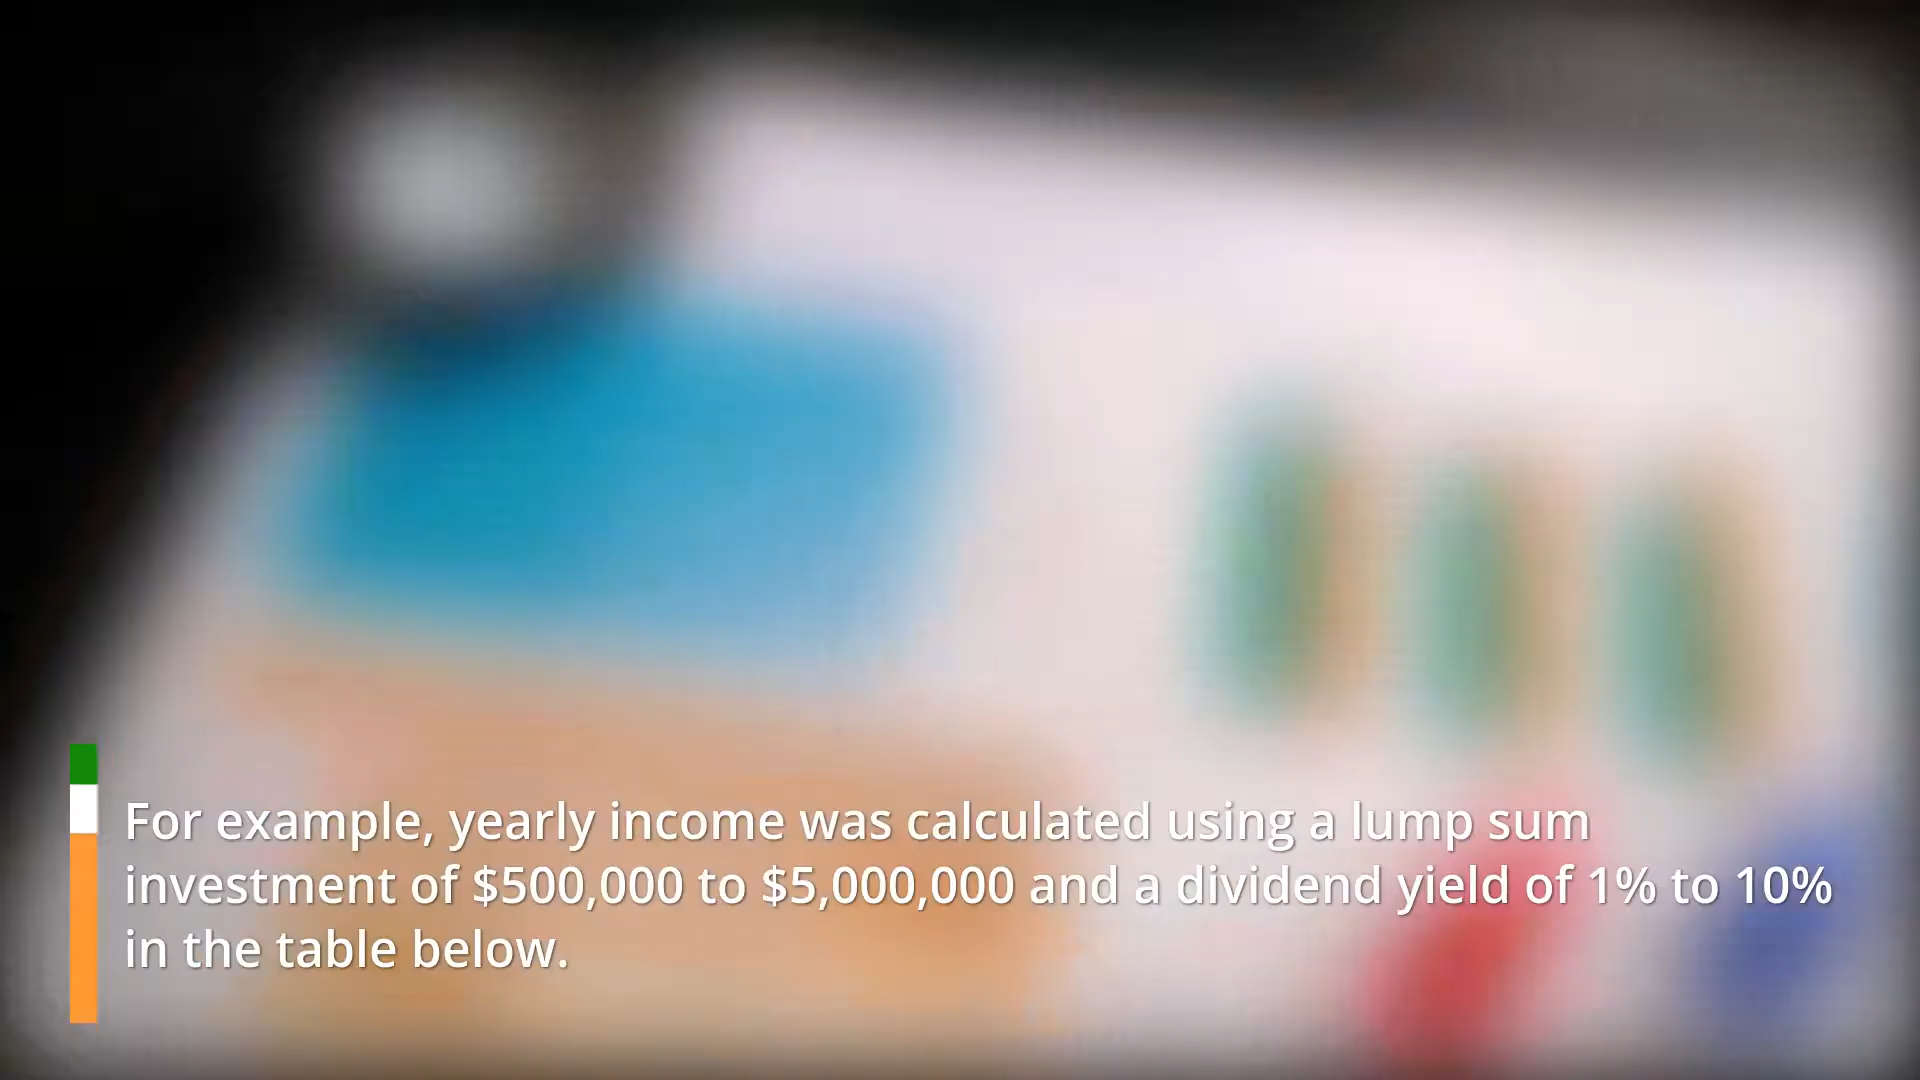 For example, yearly income was calculated using a lump sum
investment of $500,000 to $5,000,000 and a dividend yield of 1% to 10%
in the table below.